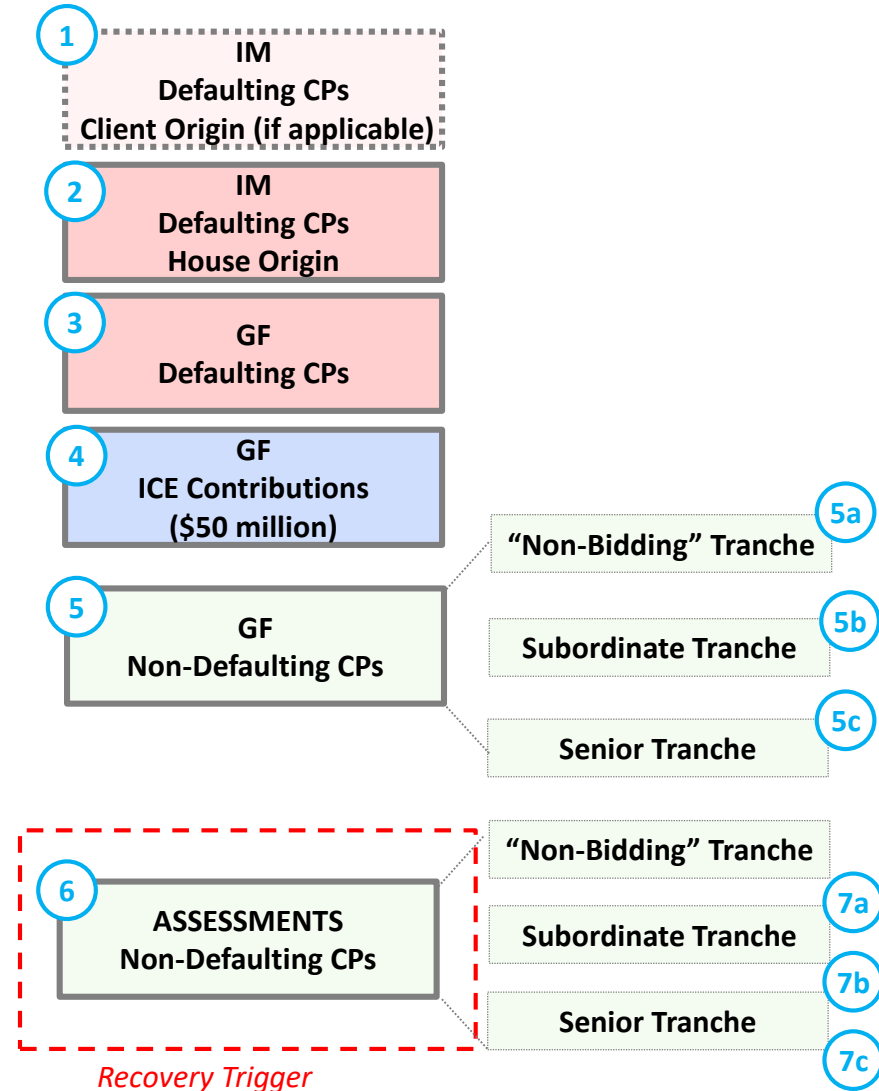 1
IM
Defaulting CPs
Client Origin (if applicable)
2
IM
Defaulting CPs
House Origin
3
GF
Defaulting CPs
4
GF
ICE Contributions
($50 million)
5
GF
Non-Defaulting CPs
5a
“Non-Bidding” Tranche
5b
Subordinate Tranche
5c
Senior Tranche
6
ASSESSMENTS
Non-Defaulting CPs
“Non-Bidding” Tranche
7a
Subordinate Tranche
7b
Senior Tranche
7c
Recovery Trigger